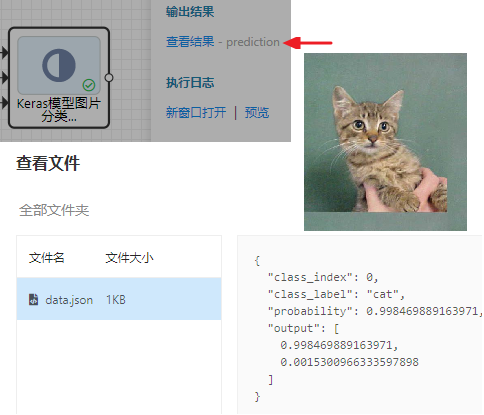 输出结果
查看结果 - prediction
执行日志
新窗口打开 | 预览
Keras模型图片
分类...
查看文件
全部文件夹
文件名 文件大小
data.json 1KB
{
"class_index": 0,
"class_label": "cat",
"probability": 0.998469889163971,
"output": [
0.998469889163971,
0.0015300966333597898
]
}